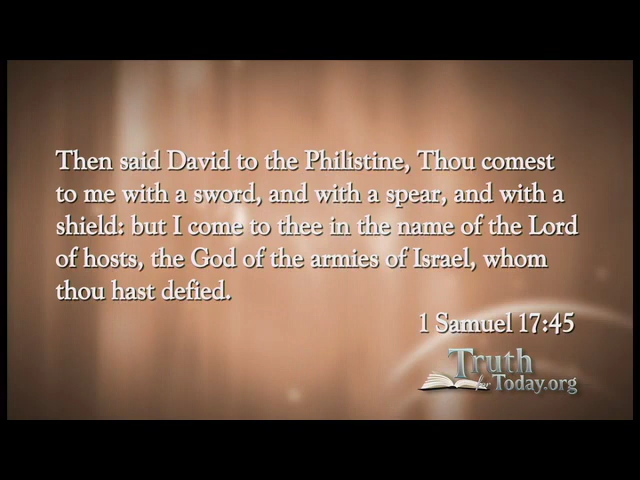 Then said David to the Philistine, Thou comest
to me with a sword, and with a spear, and with a
shield: but I come to thee in the name of the Lord
of hosts, the God of the armies of Israel, whom
thou hast defied.
1 Samuel 17:45
Truth
for Today.org